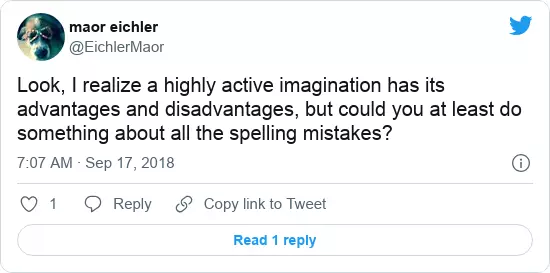 maor eichler
@EichlerMaor
Look, I realize a highly active imagination has its
advantages and disadvantages, but could you at least do
something about all the spelling mistakes?
7:07 AM · Sep 17, 2018
1 Reply Copy link to Tweet
Read 1 reply